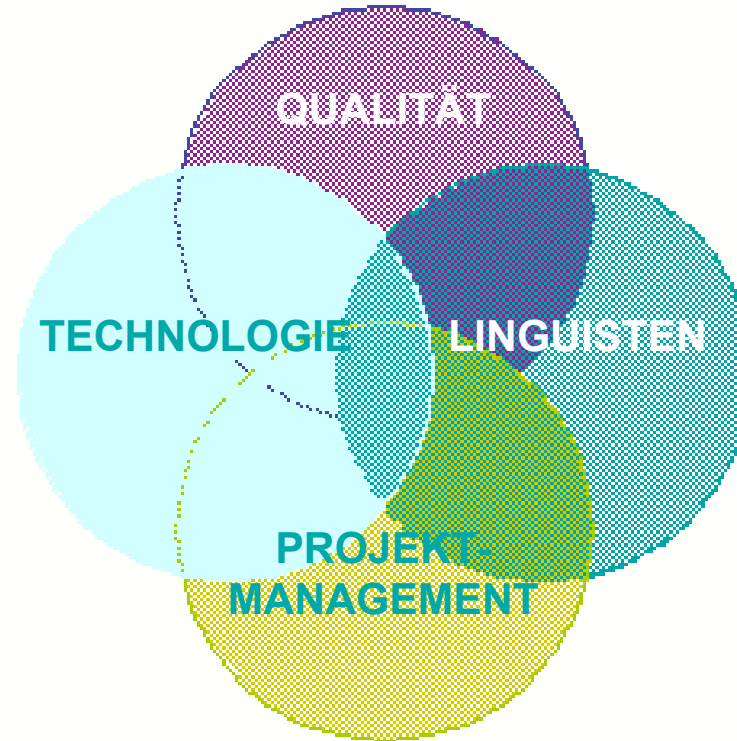 QUALITÄT
TECHNOLOGIE
LINGUISTEN
PROJEKT-
MANAGEMENT